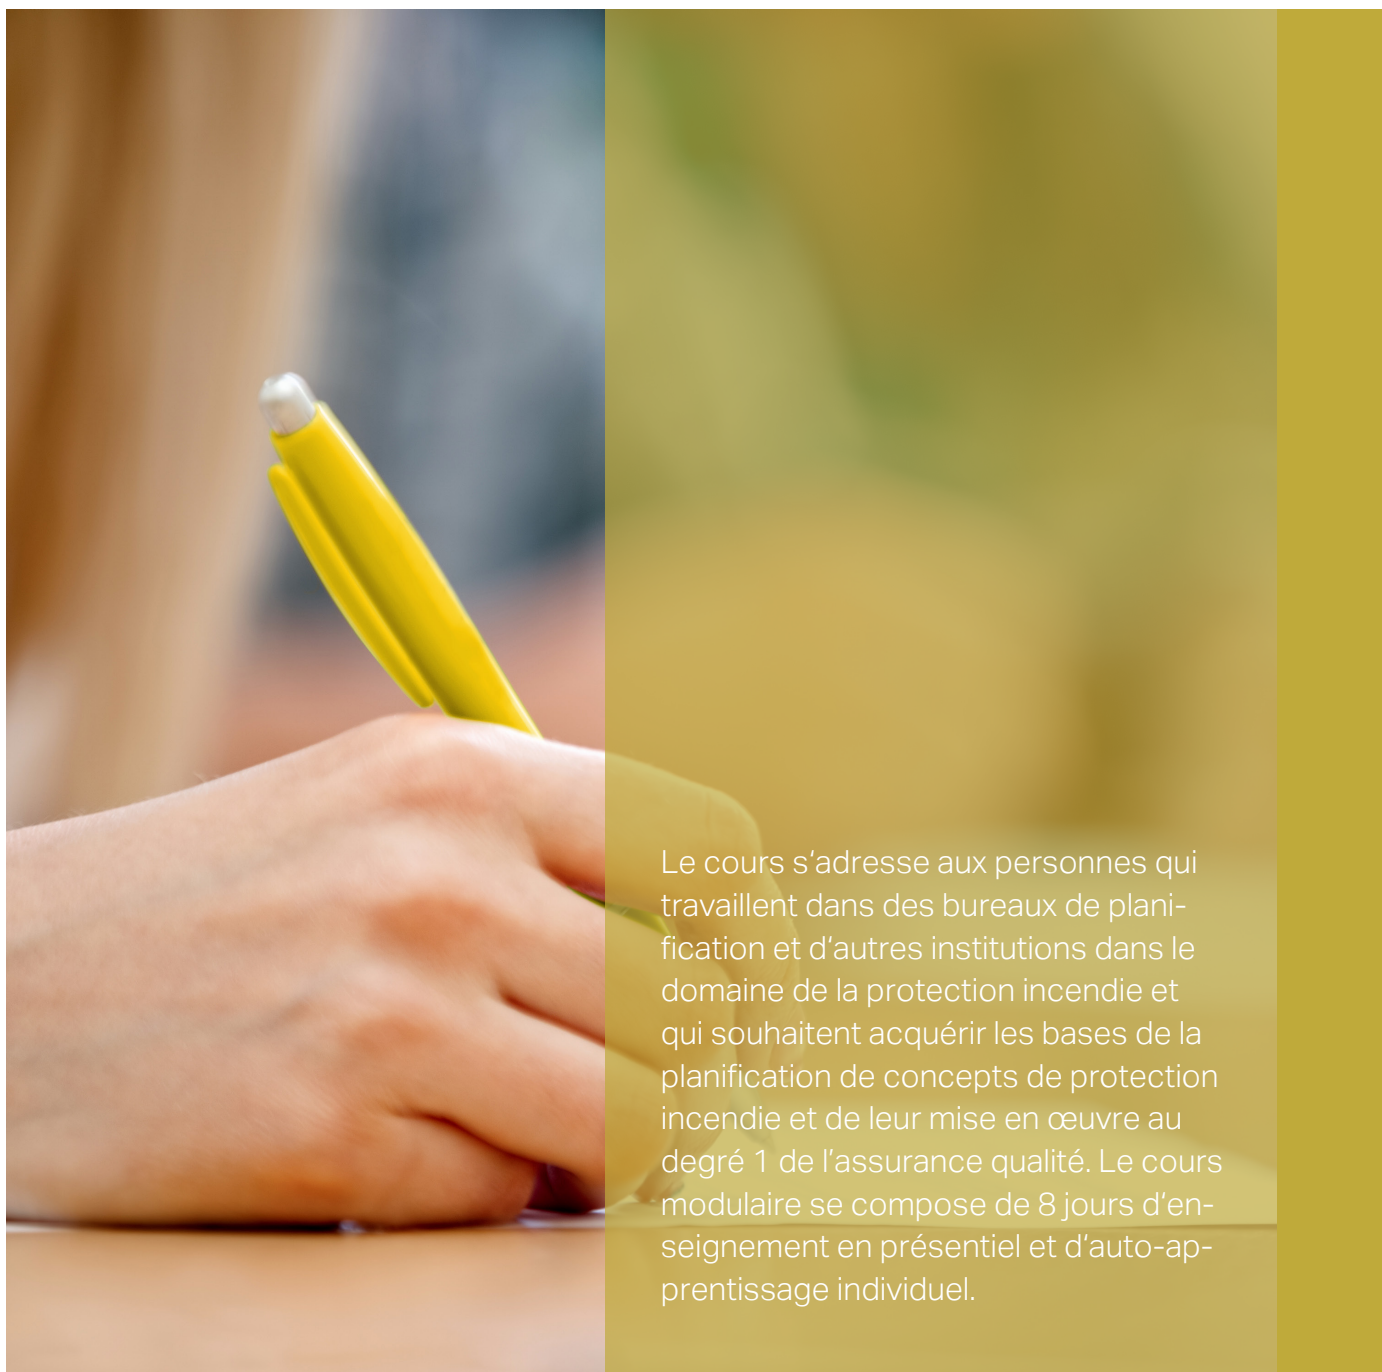 Le cours s’adresse aux personnes qui
travaillent dans des bureaux de plani-
fication et d’autres institutions dans le
domaine de la protection incendie et
qui souhaitent acquérir les bases de la
planification de concepts de protection
incendie et de leur mise en œuvre au
degré 1 de l’assurance qualité. Le cours
modulaire se compose de 8 jours d’en-
seignement en présentiel et d’auto-ap-
prentissage individuel.